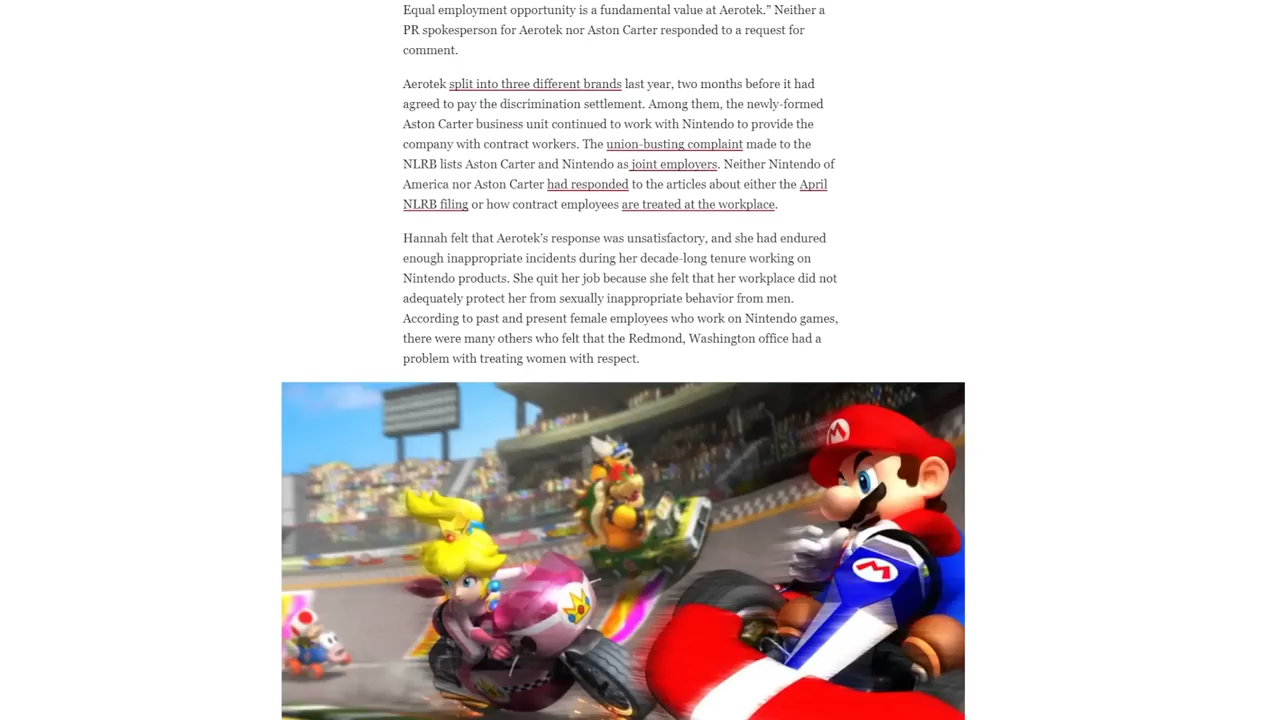 Equal employment opportunity is a fundamental value at Aerotek.” Neither a
PR spokesperson for Aerotek nor Aston Carter responded to a request for
comment.
Aerotek split into three different brands last year, two months before it had
agreed to pay the discrimination settlement. Among them, the newly-formed
Aston Carter business unit continued to work with Nintendo to provide the
company with contract workers. The union-busting complaint made to the
NLRB lists Aston Carter and Nintendo as joint employers. Neither Nintendo of
America nor Aston Carter had responded to the articles about either the April
NLRB filing or how contract employees are treated at the workplace.
Hannah felt that Aerotek’s response was unsatisfactory, and she had endured
enough inappropriate incidents during her decade-long tenure working on
Nintendo products. She quit her job because she felt that her workplace did not
adequately protect her from sexually inappropriate behavior from men.
According to past and present female employees who work on Nintendo games,
there were many others who felt that the Redmond, Washington office had a
problem with treating women with respect.
M
M